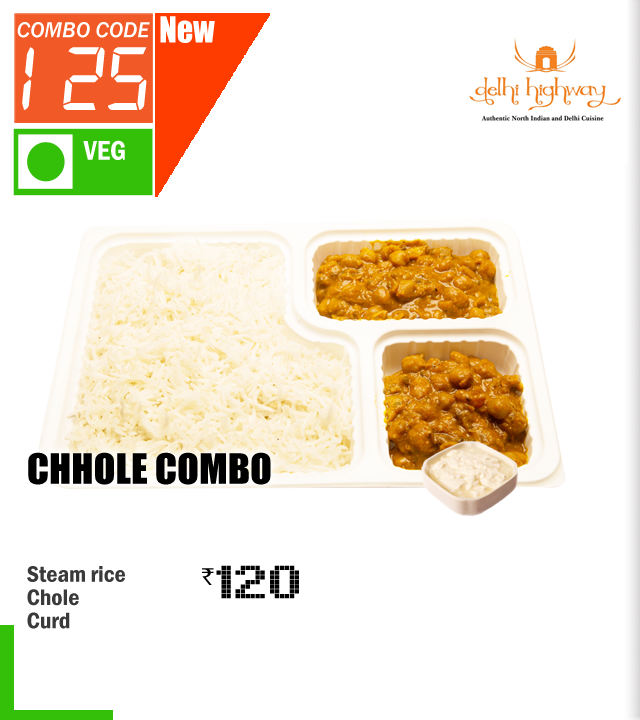 COMBO CODE
125
New
VEG
delhi highway
Authentic North Indian and Delhi Cuisine
CHHOLE COMBO
Steam rice
Chole
Curd
₹120